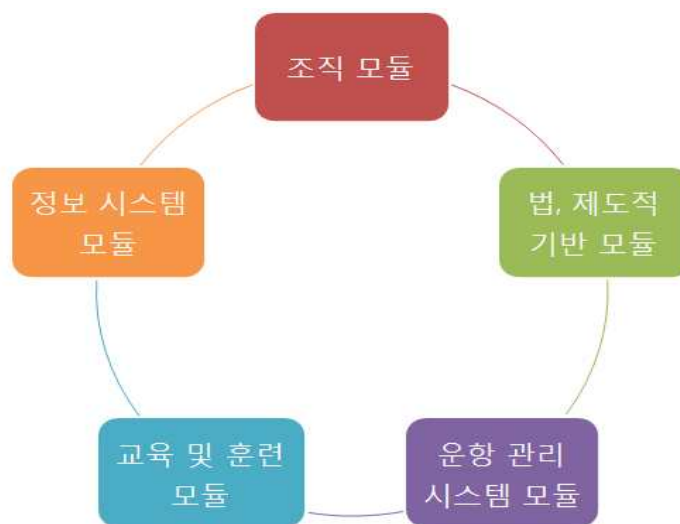 조직 모듈
정보 시스템
모듈
법, 제도적
기반 모듈
교육 및 훈련
모듈
운항 관리
시스템 모듈